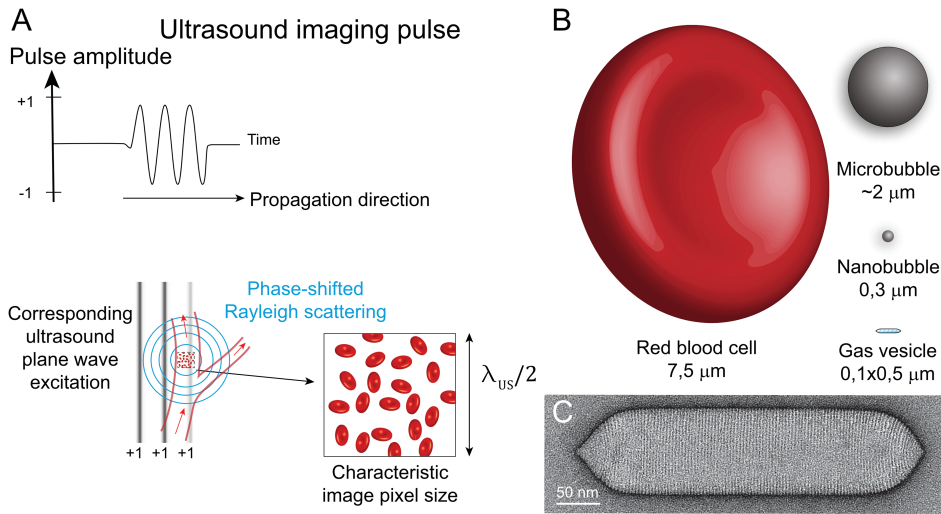 A
Ultrasound imaging pulse
Pulse amplitude
+1
Time
-1
Propagation direction
Corresponding
ultrasound
plane wave
excitation
Phase-shifted
Rayleigh scattering
+1 +1 +1
λUS/2
Characteristic
image pixel size
B
Microbubble
~2 μm
Nanobubble
0,3 μm
Red blood cell
7,5 μm
Gas vesicle
0,1x0,5 μm
C
50 nm